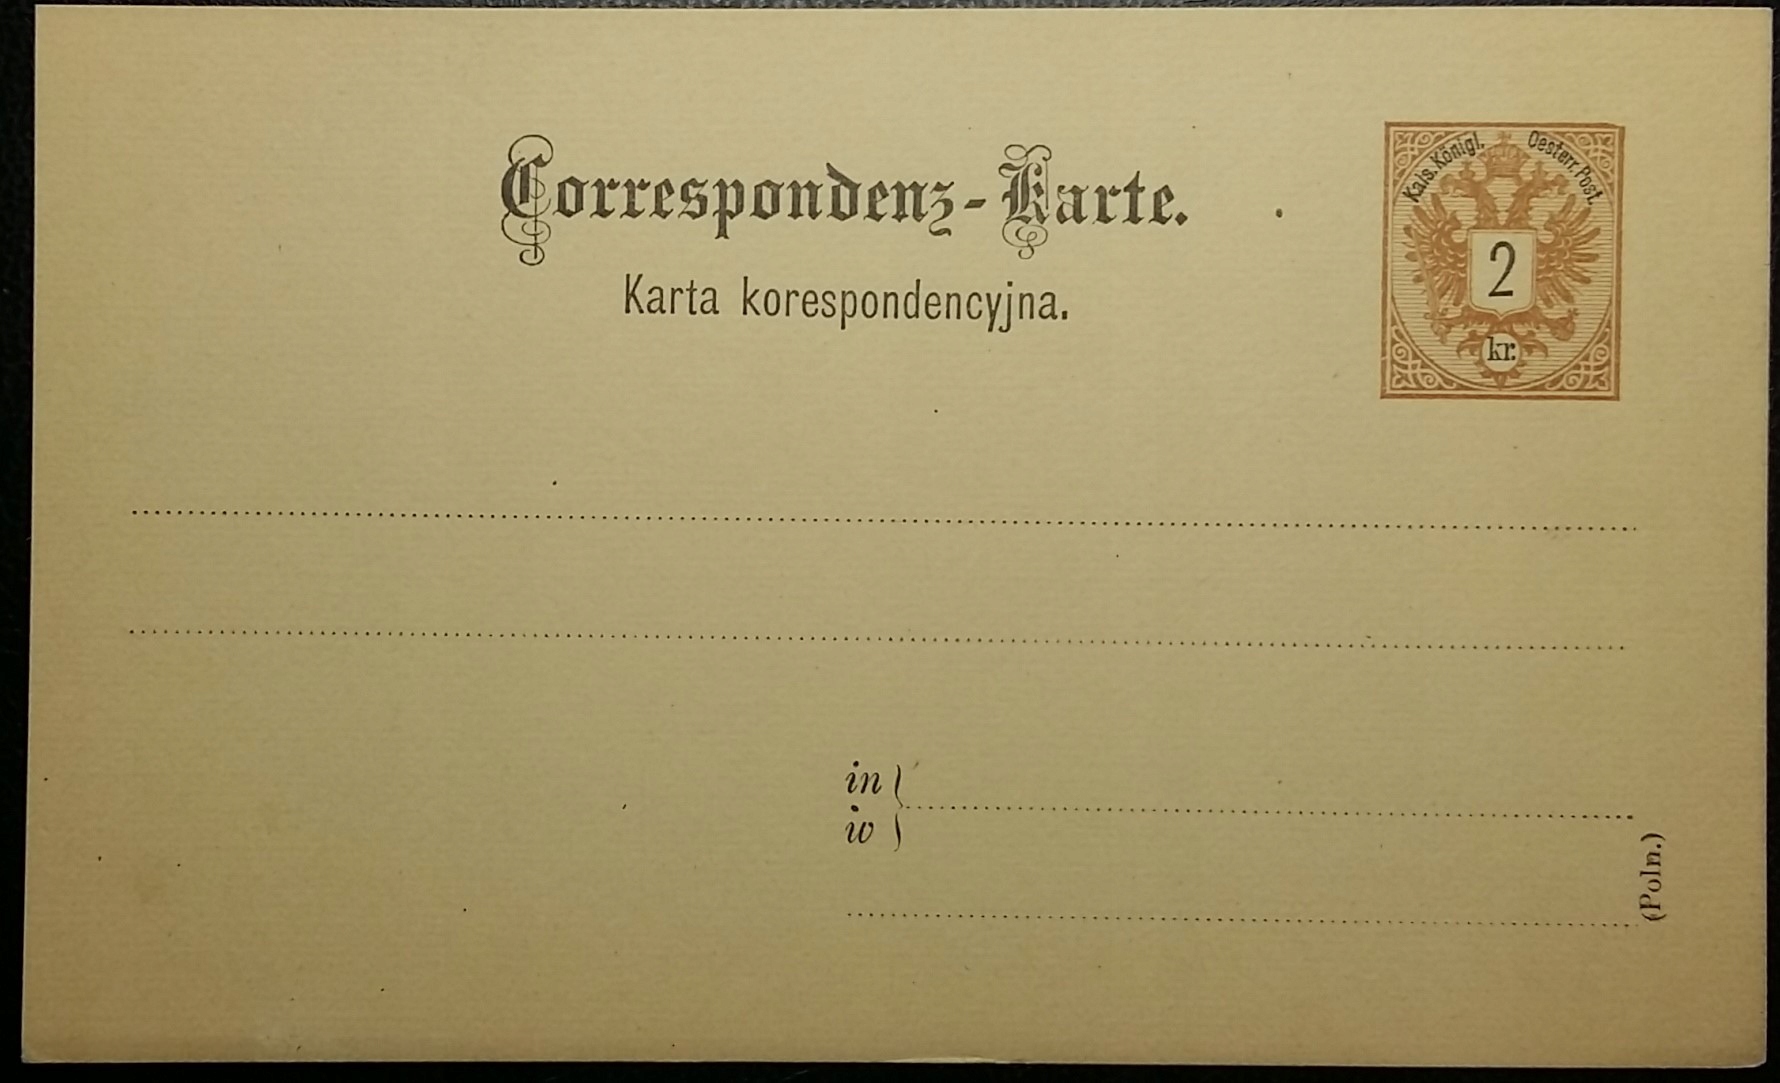 Correspondenz-Karte.
Karta korespondencyjna.
Kais. Königl. Oesterr. Post.
2
kr.
in
w
(Poln.)